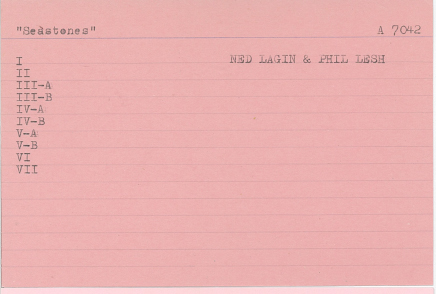 "Seastones" A 7042
I NED LAGIN & PHIL LESH
II
III-A
III-B
IV-A
IV-B
V-A
V-B
VI
VII